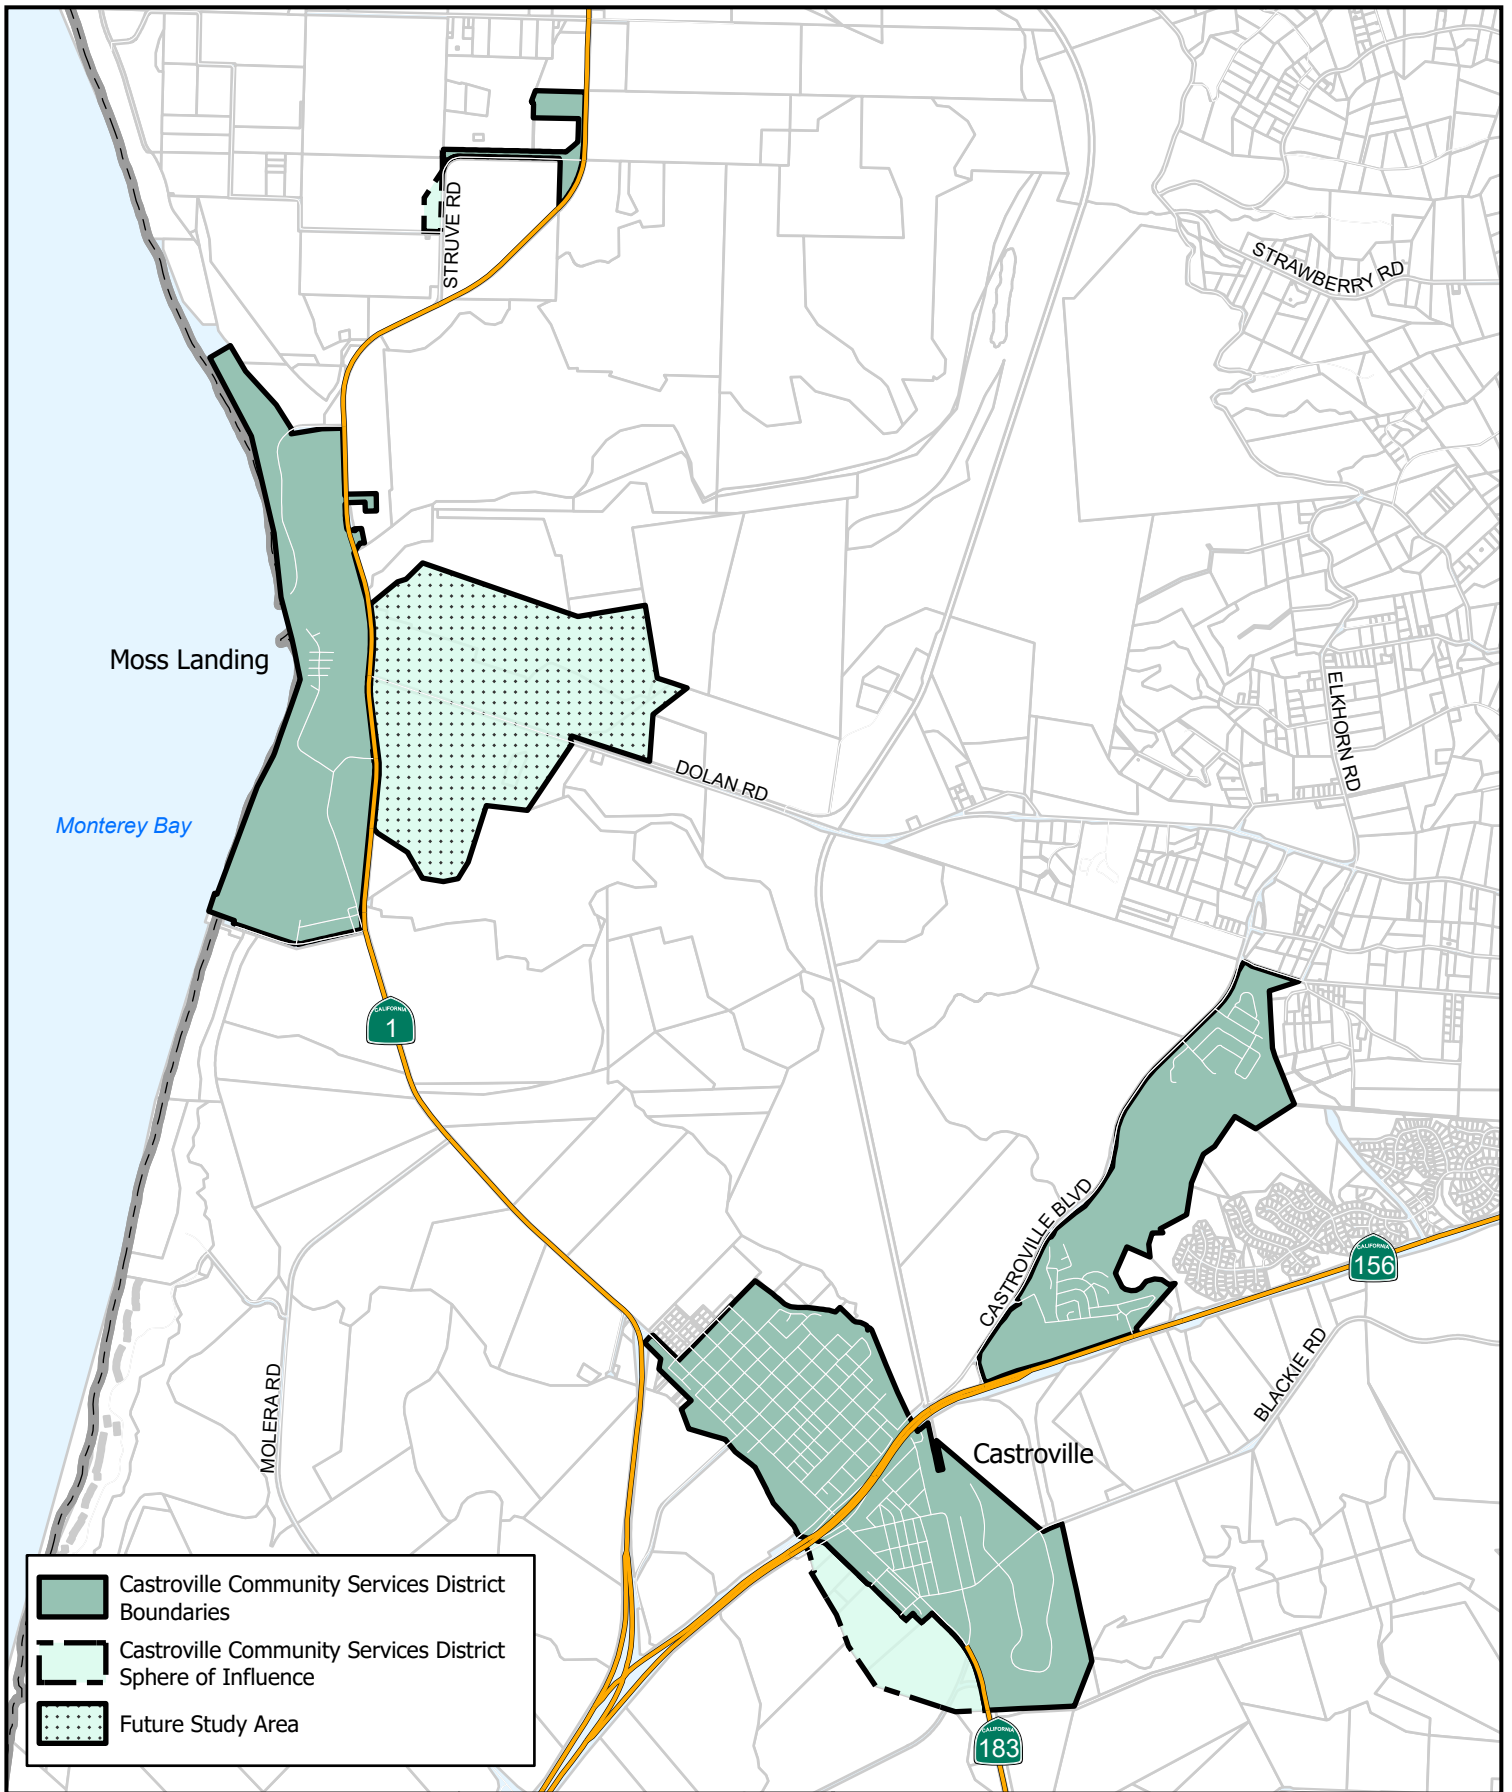 STRUVE RD
STRAWBERRY RD
Moss Landing
ELKHORN RD
DOLAN RD
Monterey Bay
CALIFORNIA
1
CASTROVILLE BLVD
CALIFORNIA
156
BLACKIE RD
MOLERA RD
Castroville
Castroville Community Services District
Boundaries
Castroville Community Services District
Sphere of Influence
Future Study Area
CALIFORNIA
183